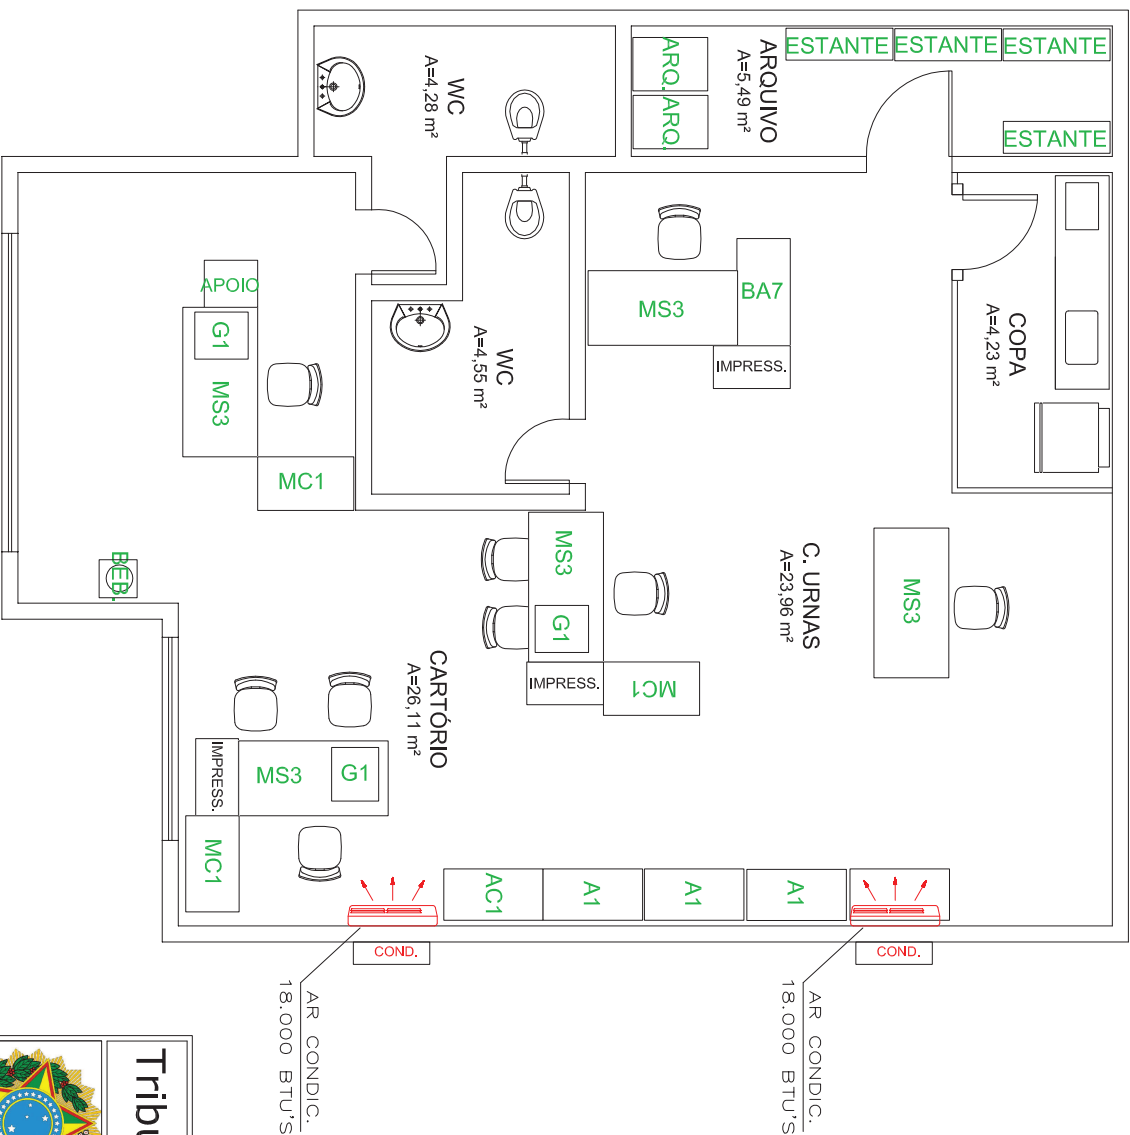 WC
A=4,28 m²
ARQ.
ARQ.
ARQUIVO
A=5,49 m²
ESTANTE
ESTANTE
ESTANTE
ESTANTE
COPA
A=4,23 m²
APOIO
G1
MS3
MC1
WC
A=4,55 m²
MS3
BA7
IMPRESS.
BEB.
MS3
G1
IMPRESS.
MC1
C. URNAS
A=23,96 m²
MS3
CARTÓRIO
A=26,11 m²
IMPRESS.
MS3
G1
MC1
AC1
A1
A1
A1
COND.
COND.
AR CONDIC.
18.000 BTU'S
AR CONDIC.
18.000 BTU'S